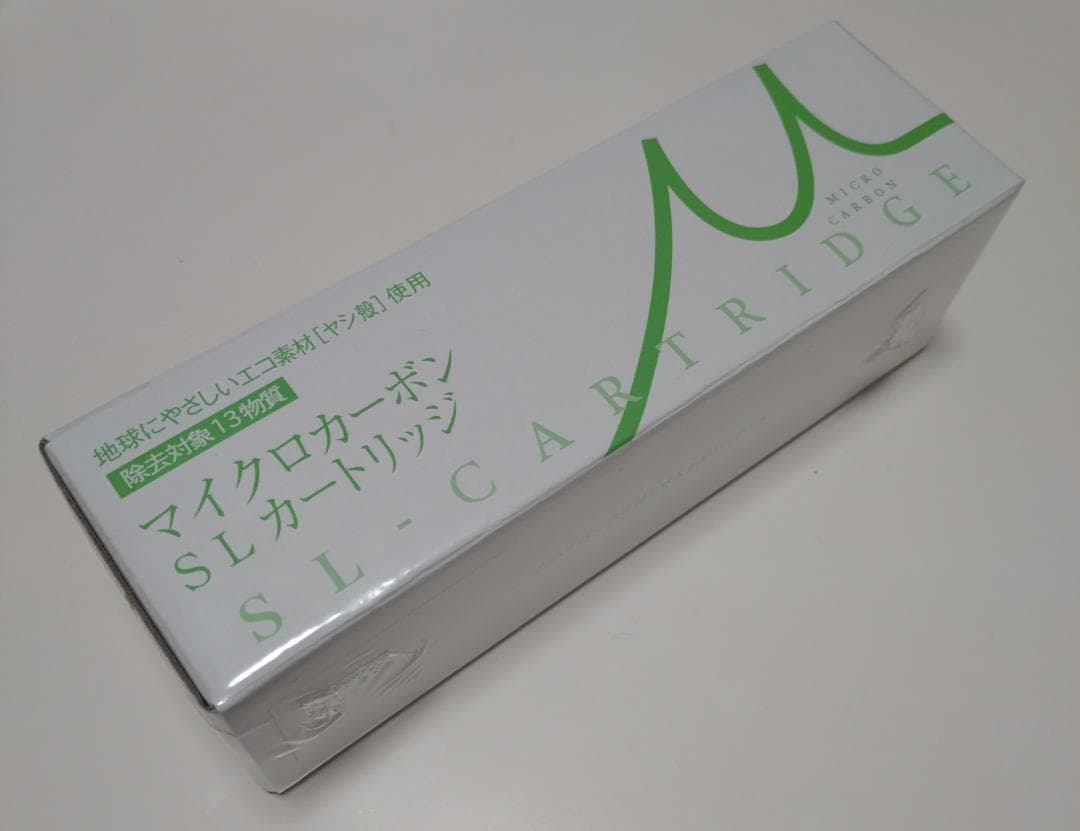 地球にやさしいエコ素材［ヤシ殻］使用
除去対象13物質
マイクロカーボン
SLカートリッジ
SL-CARTRIDGE
MICRO
CARBON